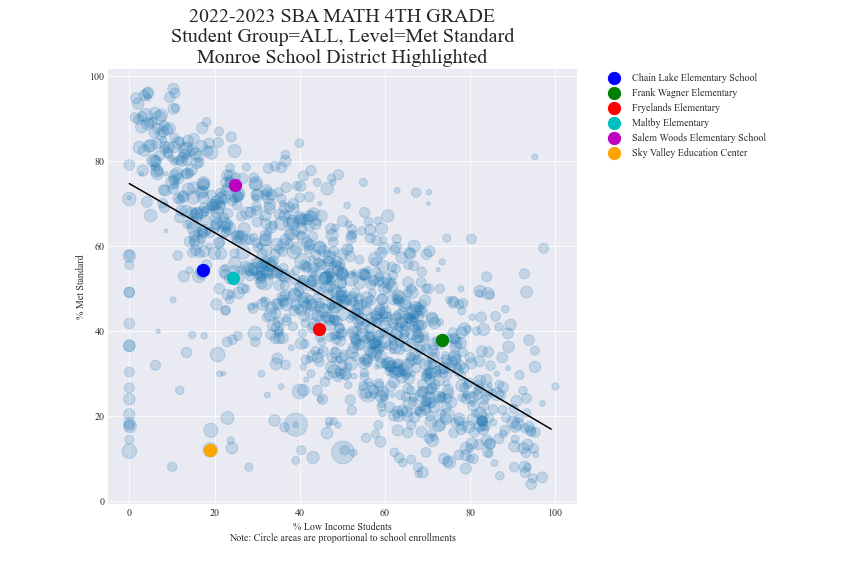 2022-2023 SBA MATH 4TH GRADE
Student Group=ALL, Level=Met Standard
Monroe School District Highlighted
Chain Lake Elementary School
Frank Wagner Elementary
Fryelands Elementary
Maltby Elementary
Salem Woods Elementary School
Sky Valley Education Center
% Met Standard
100
80
60
40
20
0
0 20 40 60 80 100
% Low Income Students
Note: Circle areas are proportional to school enrollments